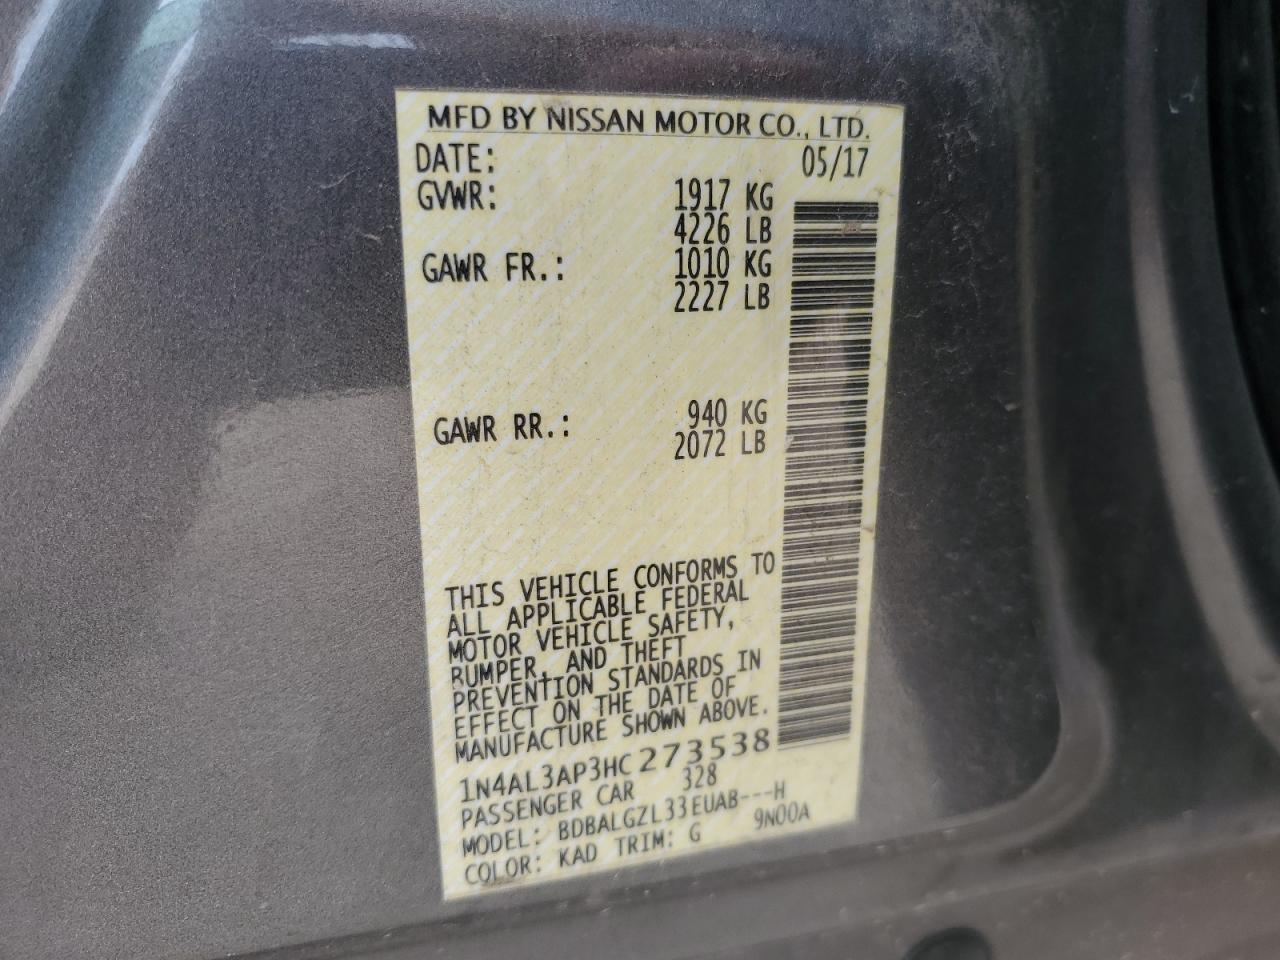 MFD BY NISSAN MOTOR CO., LTD.
DATE: 05/17
GVWR: 1917 KG
4226 LB
GAWR FR.: 1010 KG
2227 LB
GAWR RR.: 940 KG
2072 LB
THIS VEHICLE CONFORMS TO
ALL APPLICABLE FEDERAL
MOTOR VEHICLE SAFETY,
BUMPER, AND THEFT
PREVENTION STANDARDS IN
EFFECT ON THE DATE OF
MANUFACTURE SHOWN ABOVE.
1N4AL3AP3HC273538
PASSENGER CAR 328
MODEL: BDBALGZL33EUAB---H
COLOR: KAD TRIM: G 9N00A